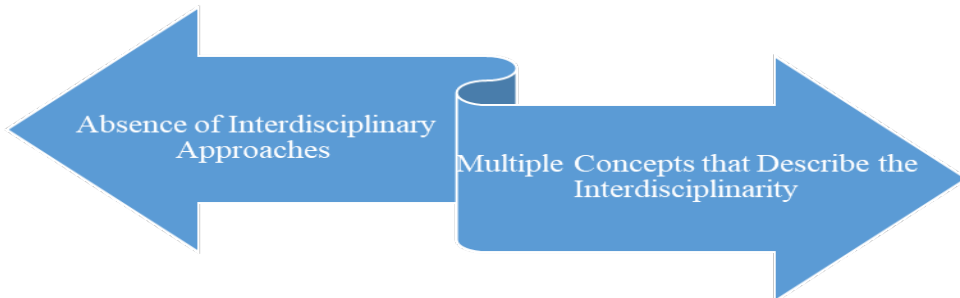 Absence of Interdisciplinary
Approaches
Multiple Concepts that Describe the
Interdisciplinarity